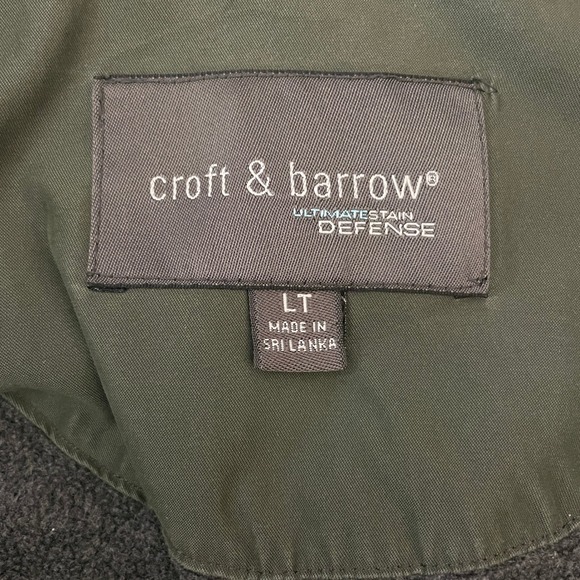 croft & barrow®
ULTIMATESTAIN
DEFENSE
LT
MADE IN
SRI LANKA